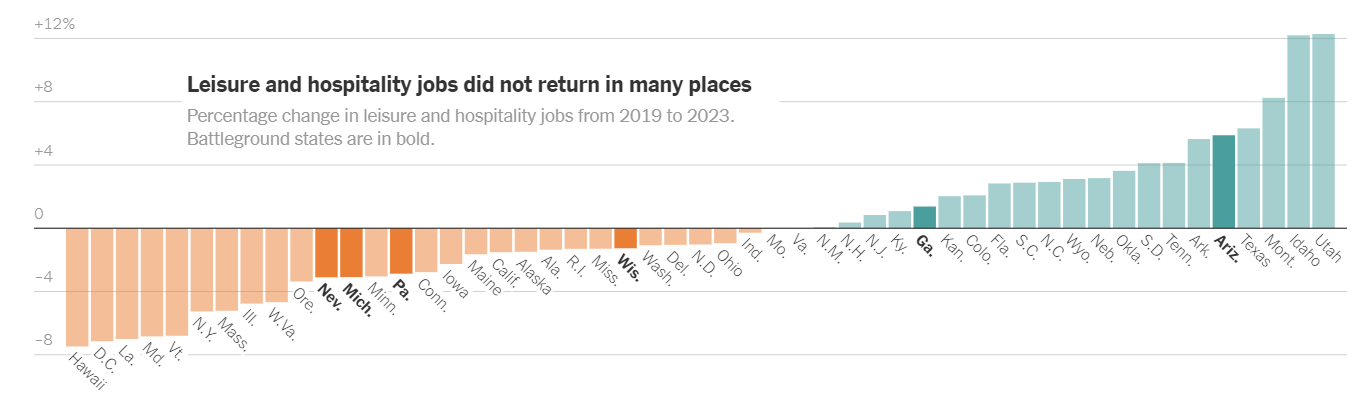 +12%
Leisure and hospitality jobs did not return in many places
+8
Percentage change in leisure and hospitality jobs from 2019 to 2023.
Battleground states are in bold.
+4
0
−4
−8
Hawaii
D.C.
La.
Md.
Vt.
N.Y.
Mass.
Ill.
W.Va.
Ore.
Nev.
Mich.
Minn.
Pa.
Conn.
Iowa
Maine
Calif.
Alaska
Ala.
R.I.
Miss.
Wis.
Wash.
Del.
N.D.
Ohio
Ind.
Mo.
Va.
N.M.
N.H.
N.J.
Ky.
Ga.
Kan.
Colo.
Fla.
S.C.
N.C.
Wyo.
Neb.
Okla.
S.D.
Tenn.
Ark.
Ariz.
Texas
Mont.
Idaho
Utah